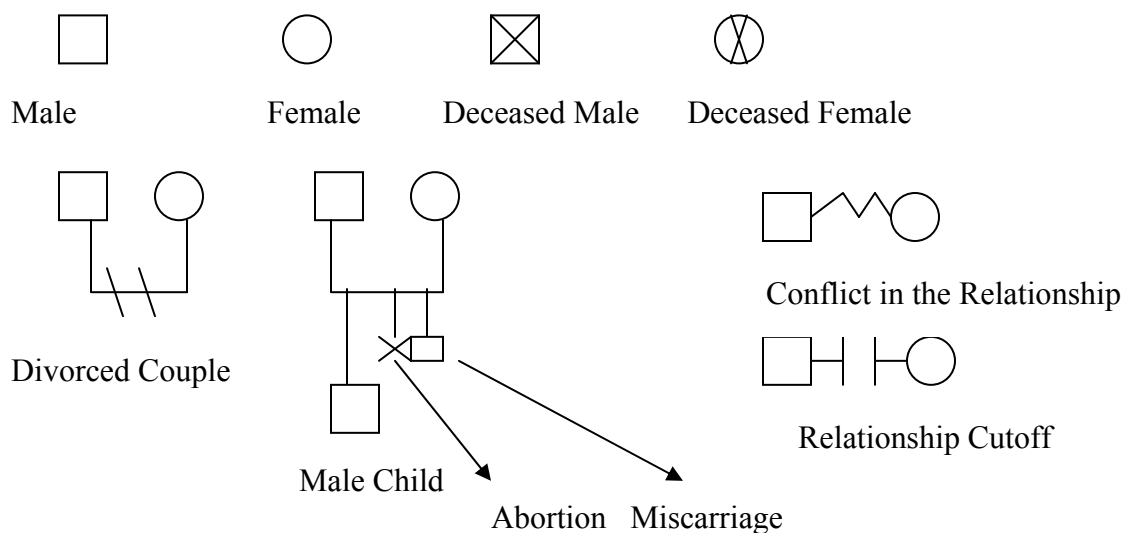 Male Female Deceased Male Deceased Female
Conflict in the Relationship
Divorced Couple
Relationship Cutoff
Male Child
Abortion Miscarriage